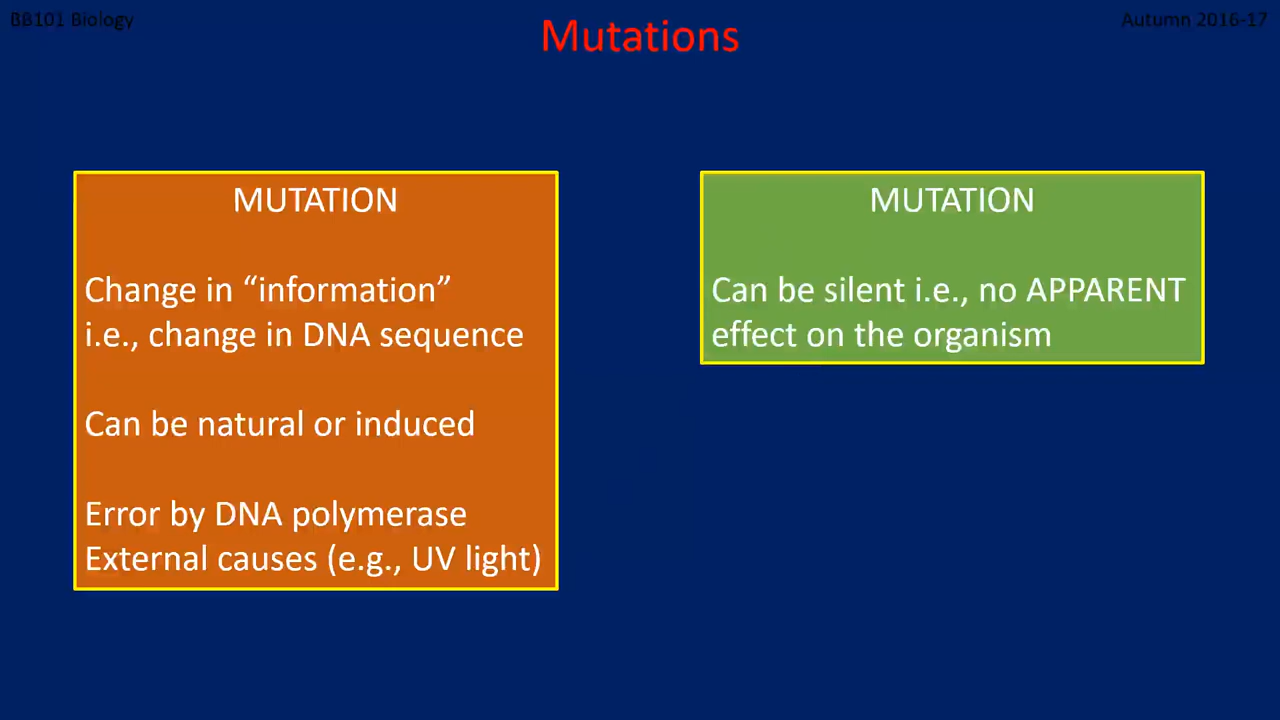 BB101 Biology
Autumn 2016-17
Mutations
MUTATION
Change in “information”
i.e., change in DNA sequence
Can be natural or induced
Error by DNA polymerase
External causes (e.g., UV light)
MUTATION
Can be silent i.e., no APPARENT
effect on the organism